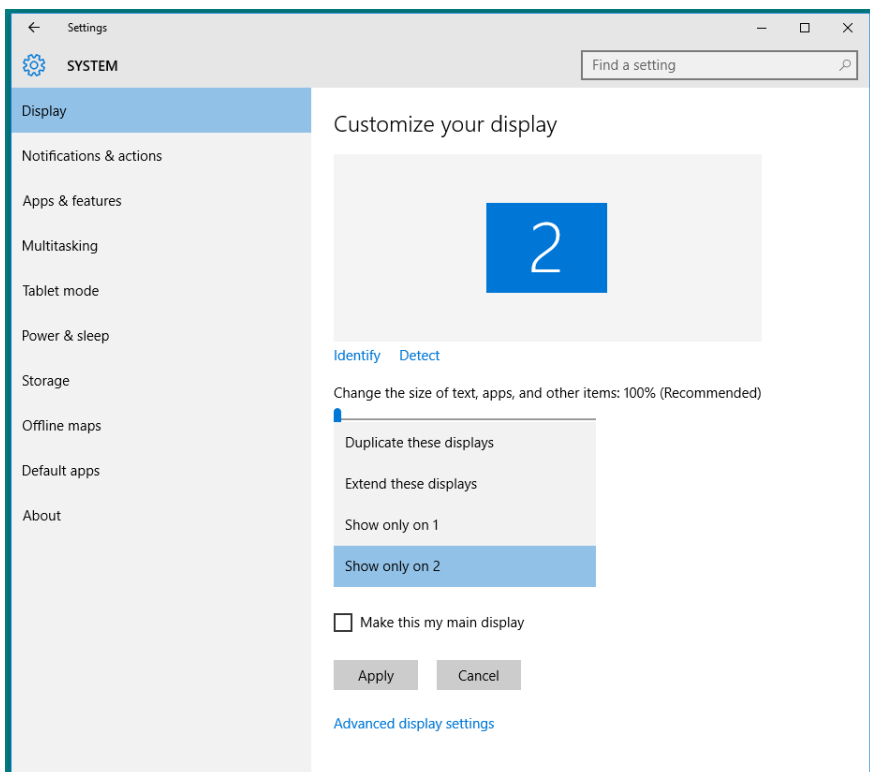 Settings
SYSTEM
Find a setting
Display
Notifications & actions
Apps & features
Multitasking
Tablet mode
Power & sleep
Storage
Offline maps
Default apps
About
Customize your display
2
Identify Detect
Change the size of text, apps, and other items: 100% (Recommended)
Duplicate these displays
Extend these displays
Show only on 1
Show only on 2
Make this my main display
Apply Cancel
Advanced display settings